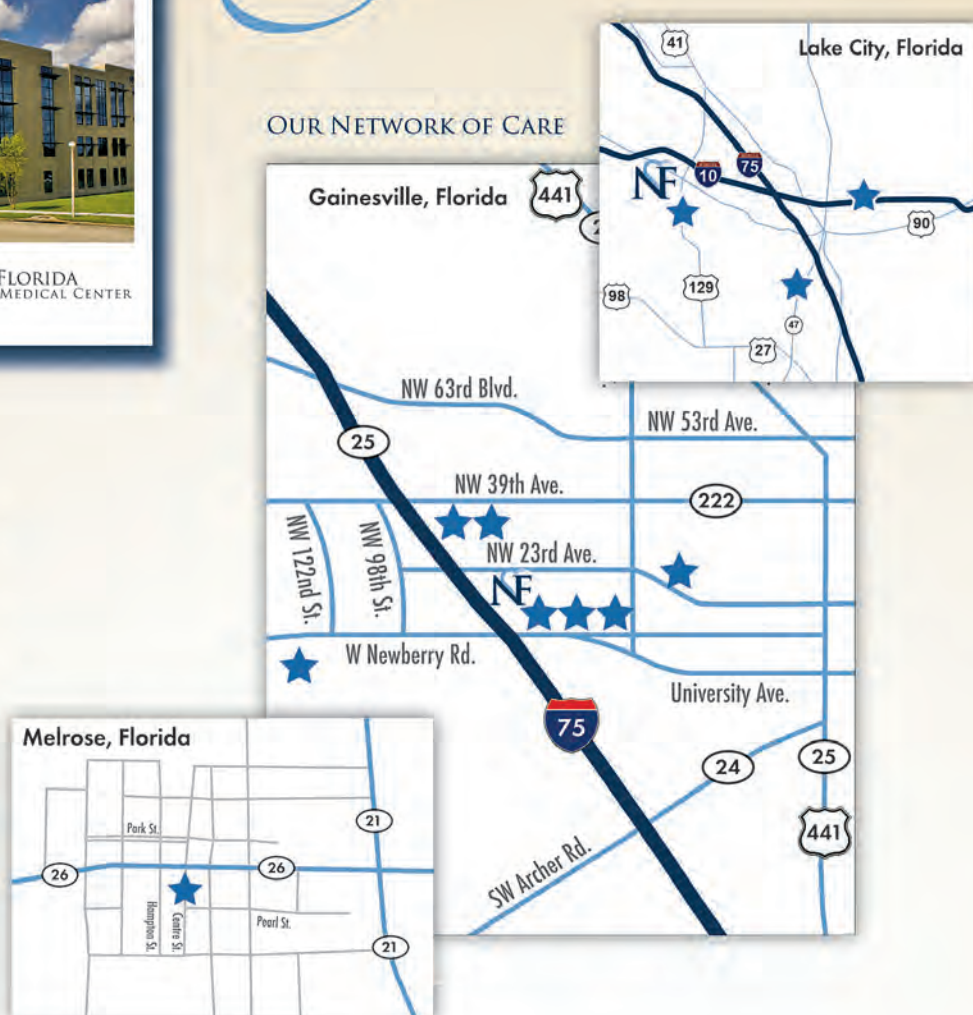 FLORIDA
MEDICAL CENTER
OUR NETWORK OF CARE
Lake City, Florida
41
10
75
NF
90
129
98
47
27
Gainesville, Florida
441
NW 63rd Blvd.
NW 53rd Ave.
25
NW 39th Ave.
222
NW 122nd St.
NW 98th St.
NW 23rd Ave.
NF
W Newberry Rd.
University Ave.
75
24
25
441
SW Archer Rd.
Melrose, Florida
Park St.
21
26
26
Hampton St.
Centre St.
Pearl St.
21